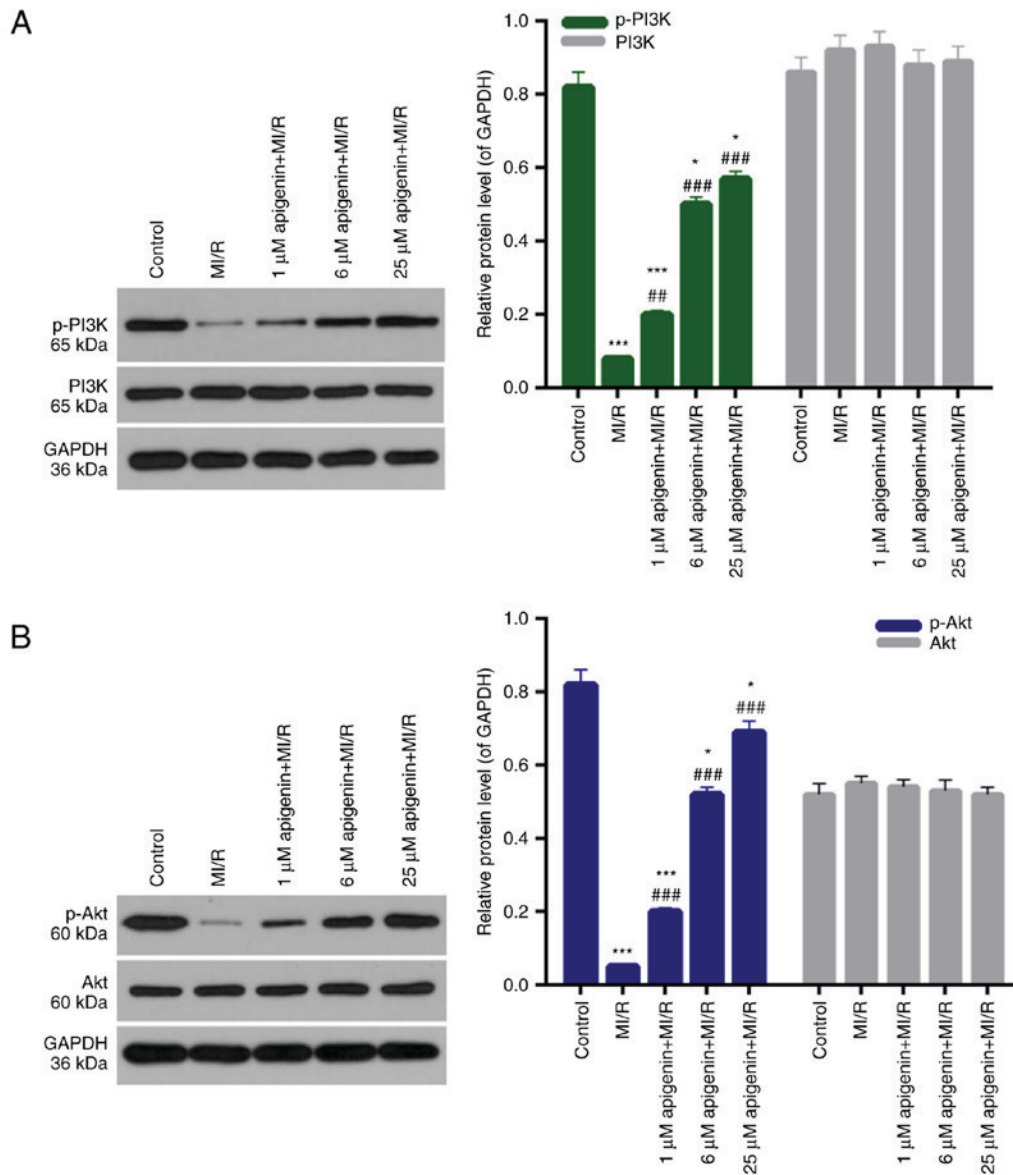 A
Control
MI/R
1 µM apigenin+MI/R
6 µM apigenin+MI/R
25 µM apigenin+MI/R
p-PI3K
65 kDa
PI3K
65 kDa
GAPDH
36 kDa
p-PI3K
PI3K
Relative protein level (of GAPDH)
1.0
0.8
0.6
0.4
0.2
0.0
***
***
##
*
###
*
###
Control
MI/R
1 µM apigenin+MI/R
6 µM apigenin+MI/R
25 µM apigenin+MI/R
Control
MI/R
1 µM apigenin+MI/R
6 µM apigenin+MI/R
25 µM apigenin+MI/R
B
Control
MI/R
1 µM apigenin+MI/R
6 µM apigenin+MI/R
25 µM apigenin+MI/R
p-Akt
60 kDa
Akt
60 kDa
GAPDH
36 kDa
p-Akt
Akt
Relative protein level (of GAPDH)
1.0
0.8
0.6
0.4
0.2
0.0
***
***
###
*
###
*
###
Control
MI/R
1 µM apigenin+MI/R
6 µM apigenin+MI/R
25 µM apigenin+MI/R
Control
MI/R
1 µM apigenin+MI/R
6 µM apigenin+MI/R
25 µM apigenin+MI/R